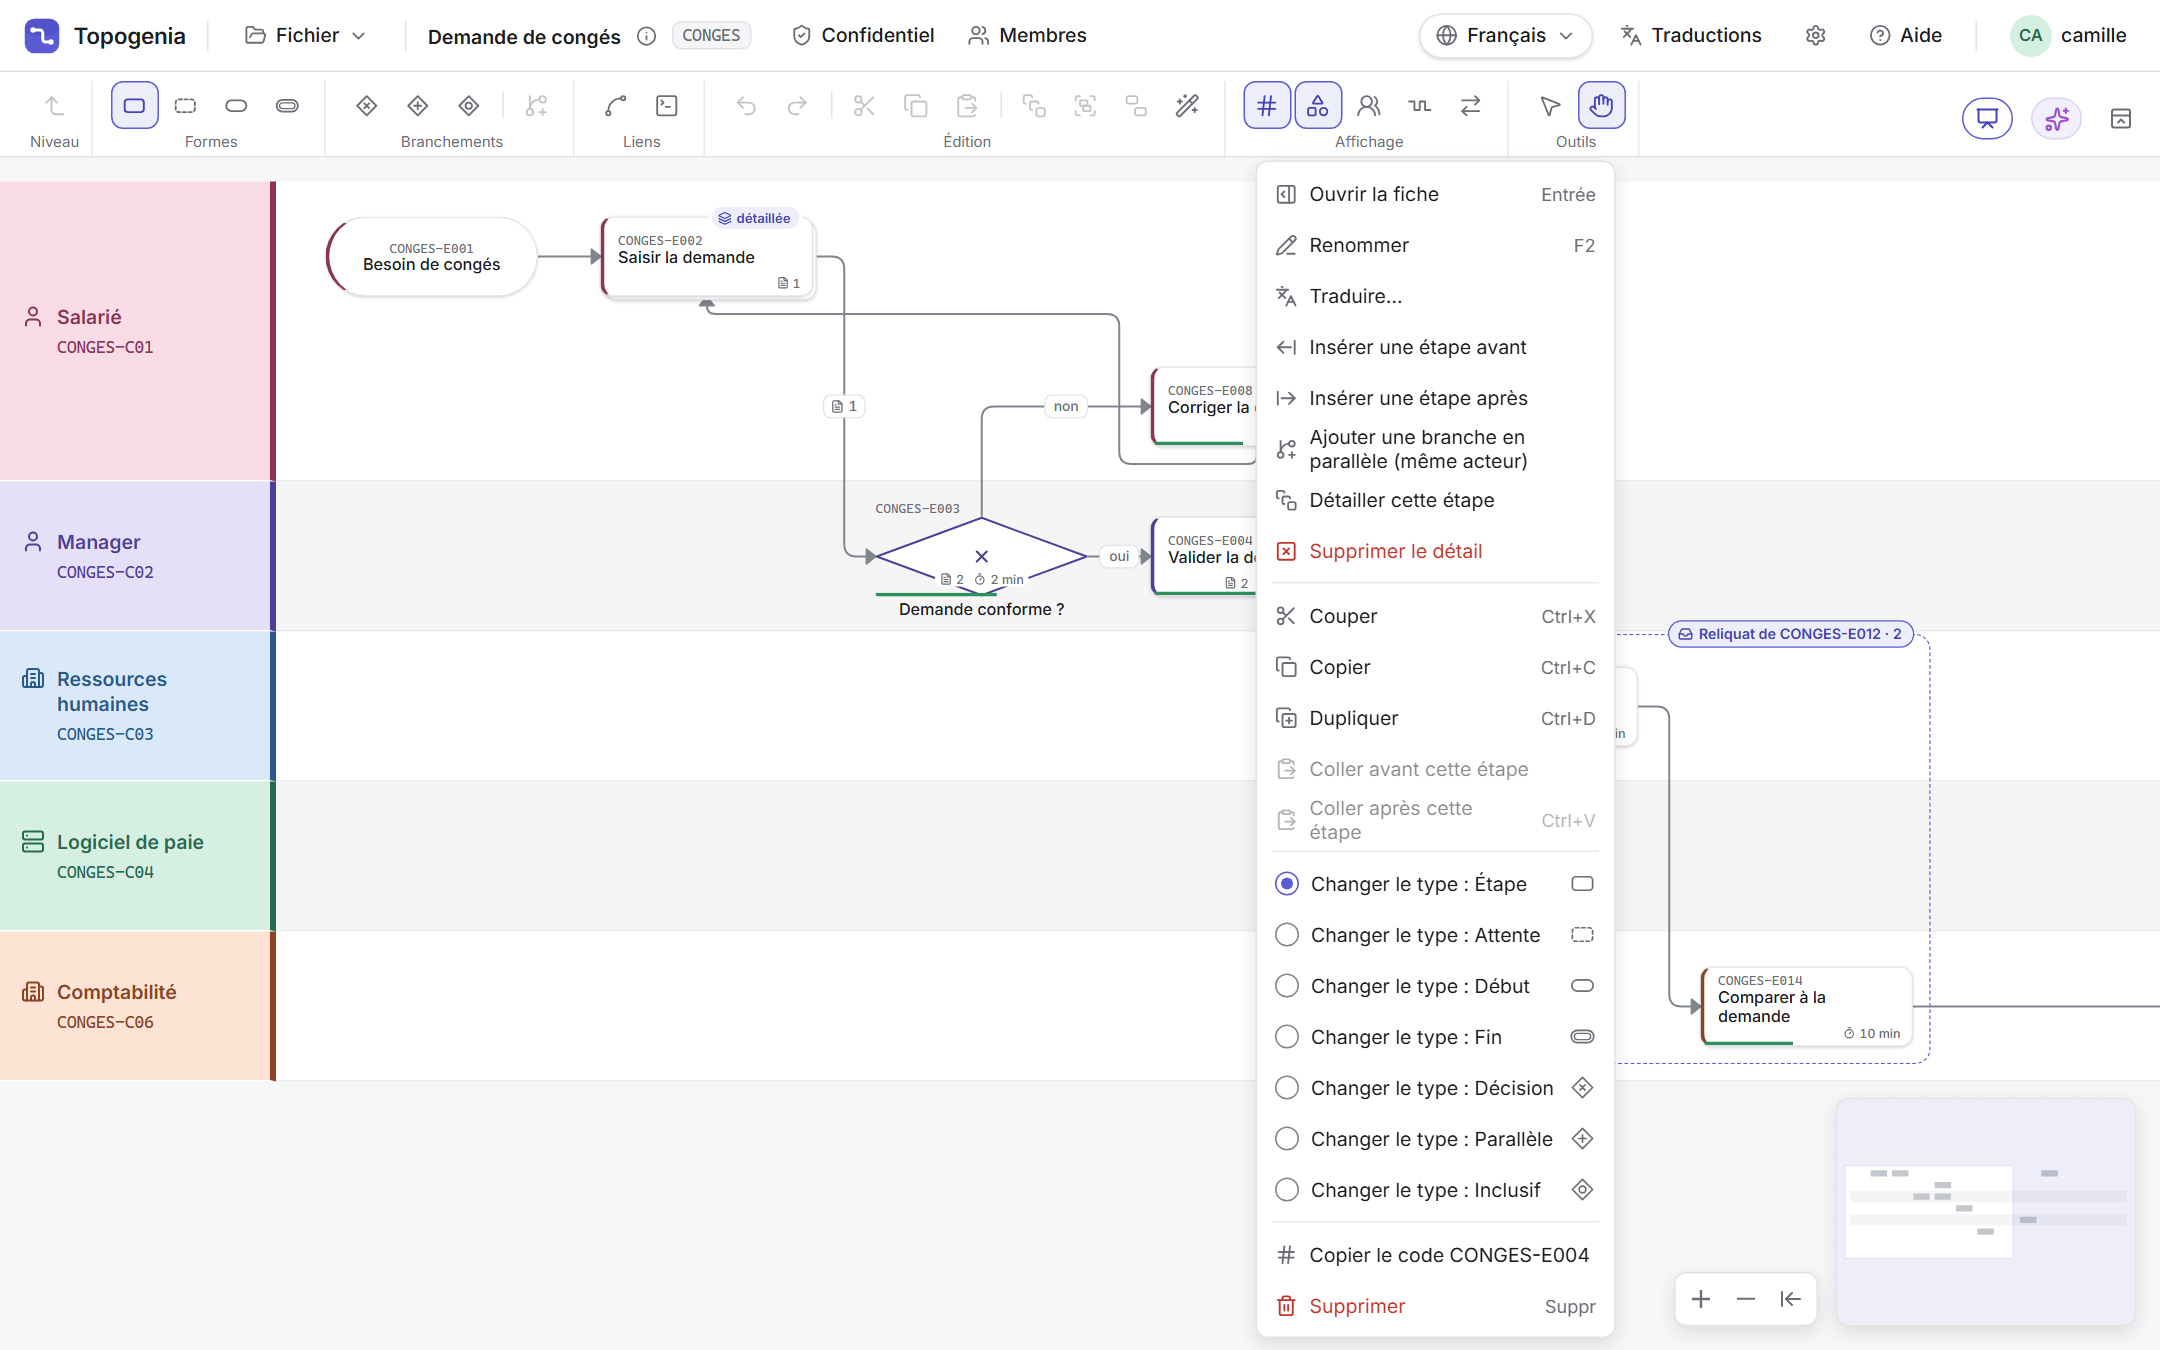 Topogenia
Fichier
Demande de congés
CONGES
Confidentiel
Membres
Français
Traductions
Aide
CA
camille
Niveau
Formes
Branchements
Liens
Édition
Affichage
Outils
Salarié
CONGES-C01
Manager
CONGES-C02
Ressources
humaines
CONGES-C03
Logiciel de paie
CONGES-C04
Comptabilité
CONGES-C06
CONGES-E001
Besoin de congés
détaillée
CONGES-E002
Saisir la demande
1
1
non
CONGES-E008
Corriger la
CONGES-E003
2 2 min
Demande conforme ?
oui
CONGES-E004
Valider la d
2
Reliquat de CONGES-E012 · 2
in
CONGES-E014
Comparer à la
demande
10 min
Ouvrir la fiche Entrée
Renommer F2
Traduire...
Insérer une étape avant
Insérer une étape après
Ajouter une branche en
parallèle (même acteur)
Détailler cette étape
Supprimer le détail
Couper Ctrl+X
Copier Ctrl+C
Dupliquer Ctrl+D
Coller avant cette étape
Coller après cette
étape Ctrl+V
Changer le type : Étape
Changer le type : Attente
Changer le type : Début
Changer le type : Fin
Changer le type : Décision
Changer le type : Parallèle
Changer le type : Inclusif
Copier le code CONGES-E004
Supprimer Suppr